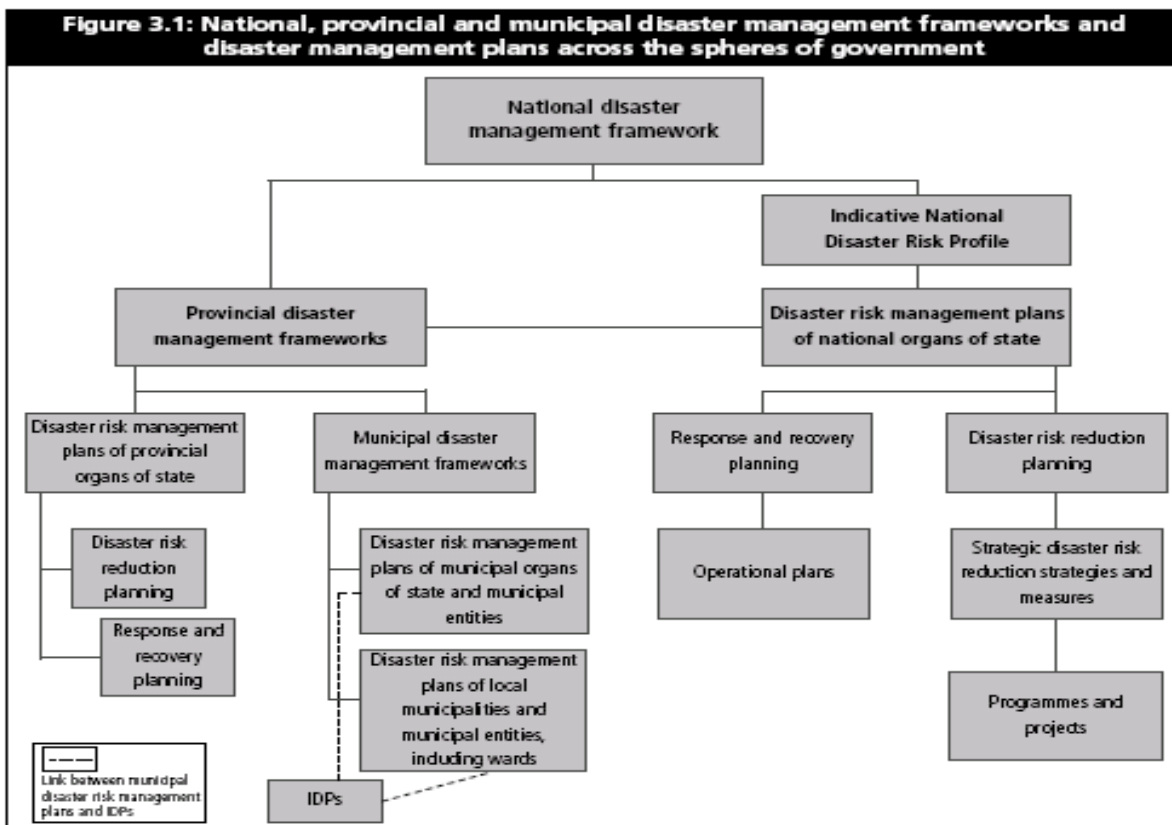 Figure 3.1: National, provincial and municipal disaster management frameworks and
disaster management plans across the spheres of government
National disaster
management framework
Indicative National
Disaster Risk Profile
Provincial disaster
management frameworks
Disaster risk management plans
of national organs of state
Disaster risk management
plans of provincial
organs of state
Municipal disaster
management frameworks
Response and recovery
planning
Disaster risk reduction
planning
Disaster risk
reduction
planning
Disaster risk management
plans of municipal organs
of state and municipal
entities
Operational plans
Strategic disaster risk
reduction strategies and
measures
Response and
recovery
planning
Disaster risk management
plans of local
municipalities and
municipal entities,
including wards
Programmes and
projects
Link between municipal
disaster risk management
plans and IDPs
IDPs